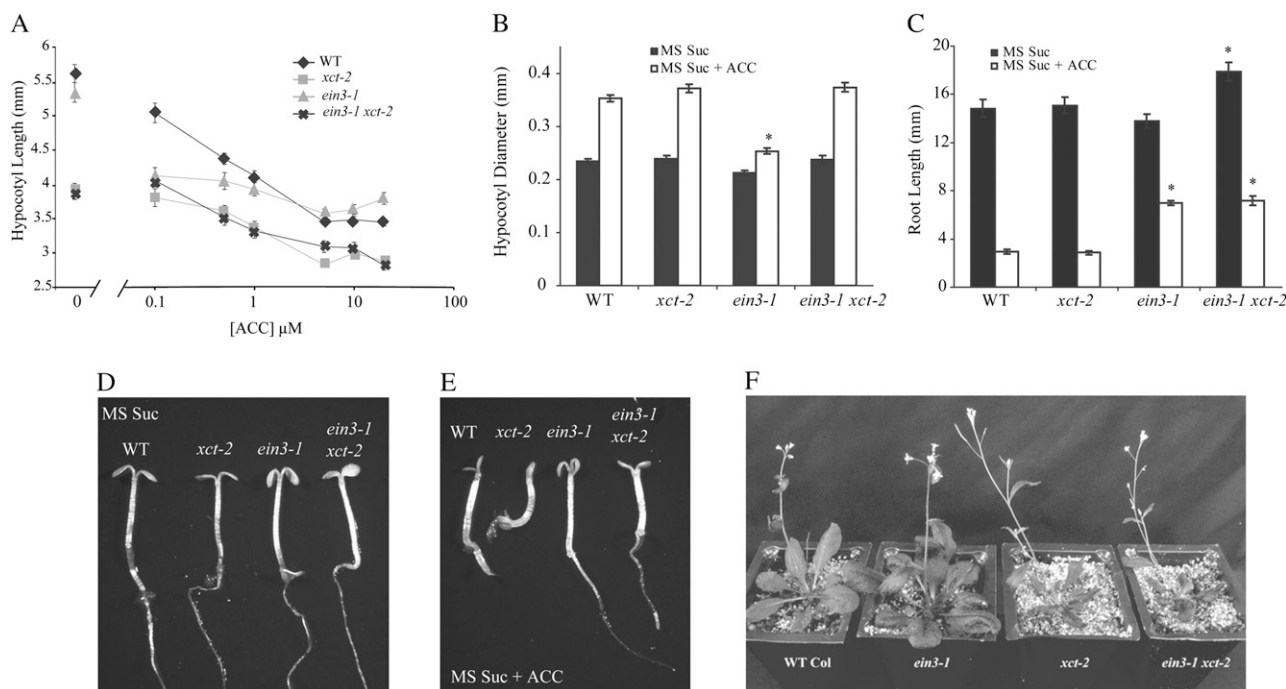 A
Hypocotyl Length (mm)
6
5.5
5
4.5
4
3.5
3
2.5
0
0.1
1
10
100
[ACC] µM
WT
xct-2
ein3-1
ein3-1 xct-2
B
Hypocotyl Diameter (mm)
MS Suc
MS Suc + ACC
0.4
0.3
0.2
0.1
0
*
WT
xct-2
ein3-1
ein3-1 xct-2
C
Root Length (mm)
MS Suc
MS Suc + ACC
20
16
12
8
4
0
*
*
*
WT
xct-2
ein3-1
ein3-1 xct-2
D
MS Suc
WT
xct-2
ein3-1
ein3-1
xct-2
E
WT
xct-2
ein3-1
ein3-1
xct-2
MS Suc + ACC
F
WT Col
ein3-1
xct-2
ein3-1 xct-2